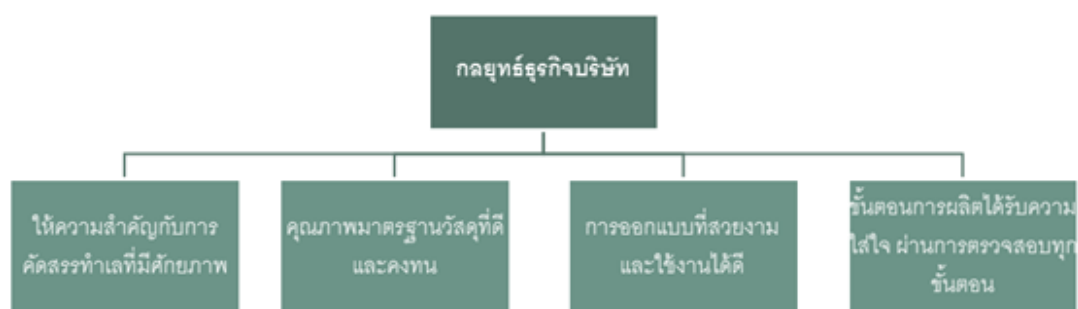 กลยุทธ์ธุรกิจบริษัท
ให้ความสำคัญกับการ
คัดสรรทำเลที่มีศักยภาพ
คุณภาพมาตรฐานวัสดุที่ดี
และคงทน
การออกแบบที่สวยงาม
และใช้งานได้ดี
ขั้นตอนการผลิตได้รับความ
ใส่ใจ ผ่านการตรวจสอบทุก
ขั้นตอน